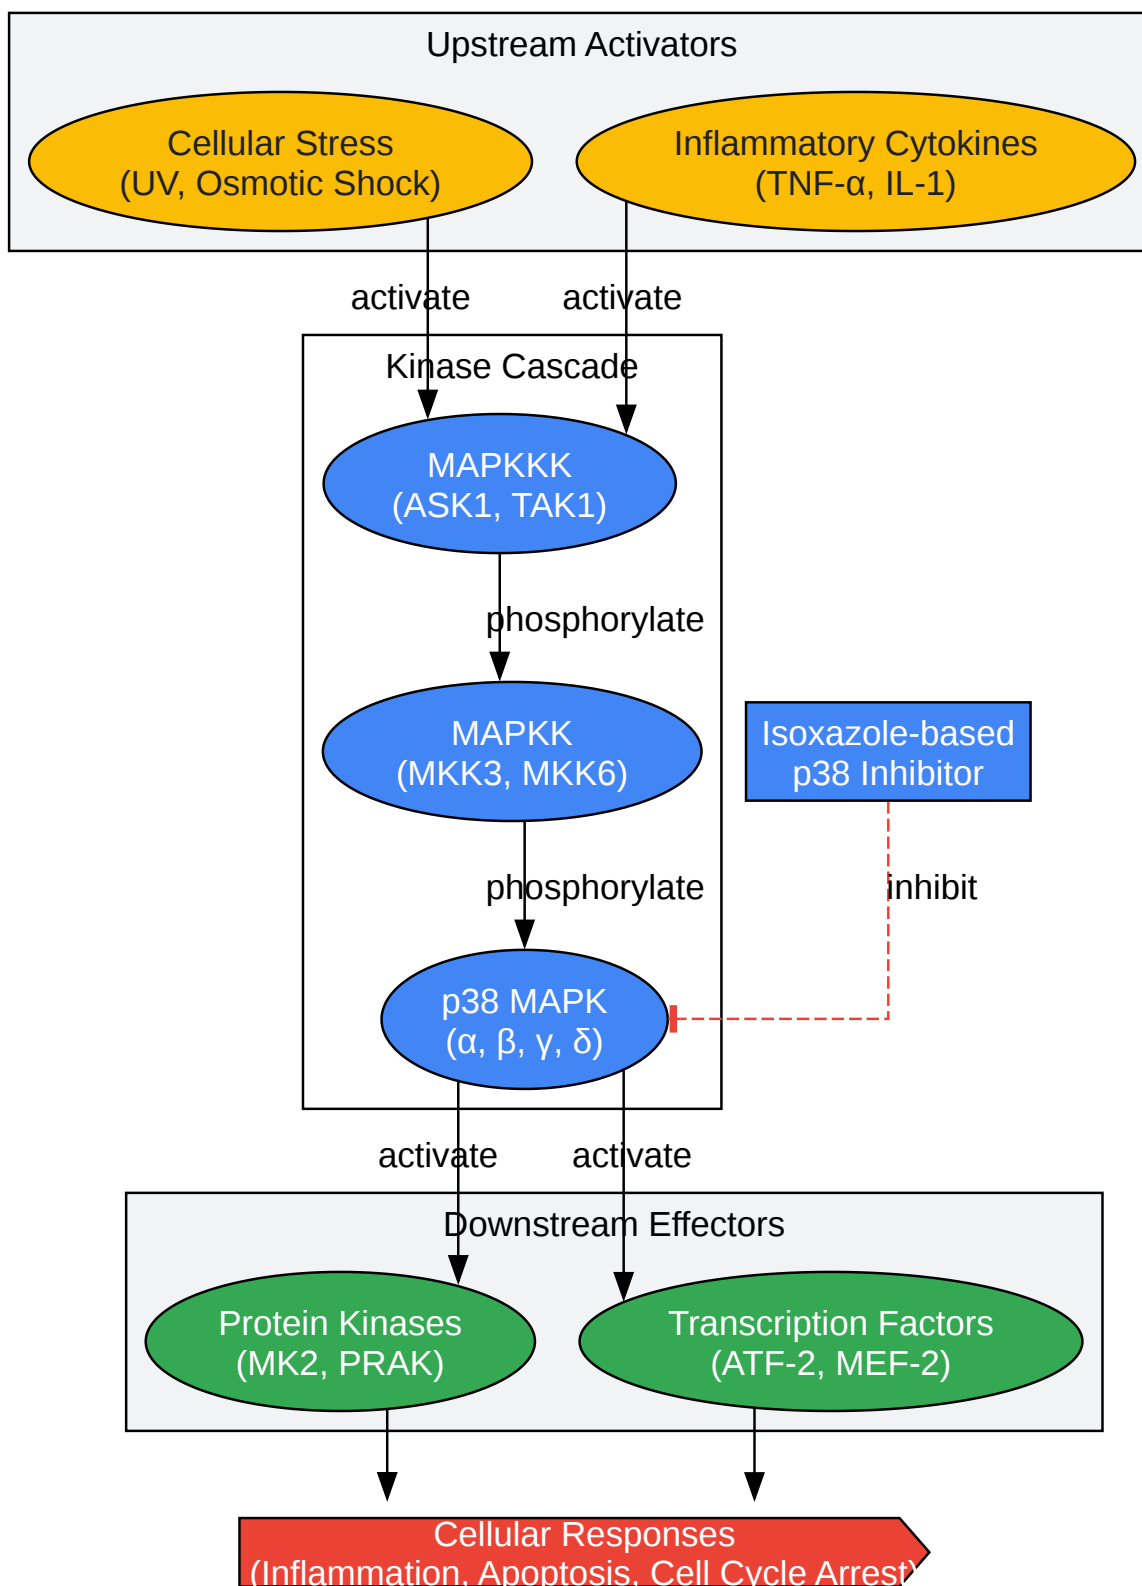 Upstream Activators
Cellular Stress
(UV, Osmotic Shock)
Inflammatory Cytokines
(TNF-α, IL-1)
activate
activate
Kinase Cascade
MAPKKK
(ASK1, TAK1)
phosphorylate
MAPKK
(MKK3, MKK6)
Isoxazole-based
p38 Inhibitor
phosphorylate
inhibit
p38 MAPK
(α, β, γ, δ)
activate
activate
Downstream Effectors
Protein Kinases
(MK2, PRAK)
Transcription Factors
(ATF-2, MEF-2)
Cellular Responses
(Inflammation, Apoptosis, Cell Cycle Arrest)